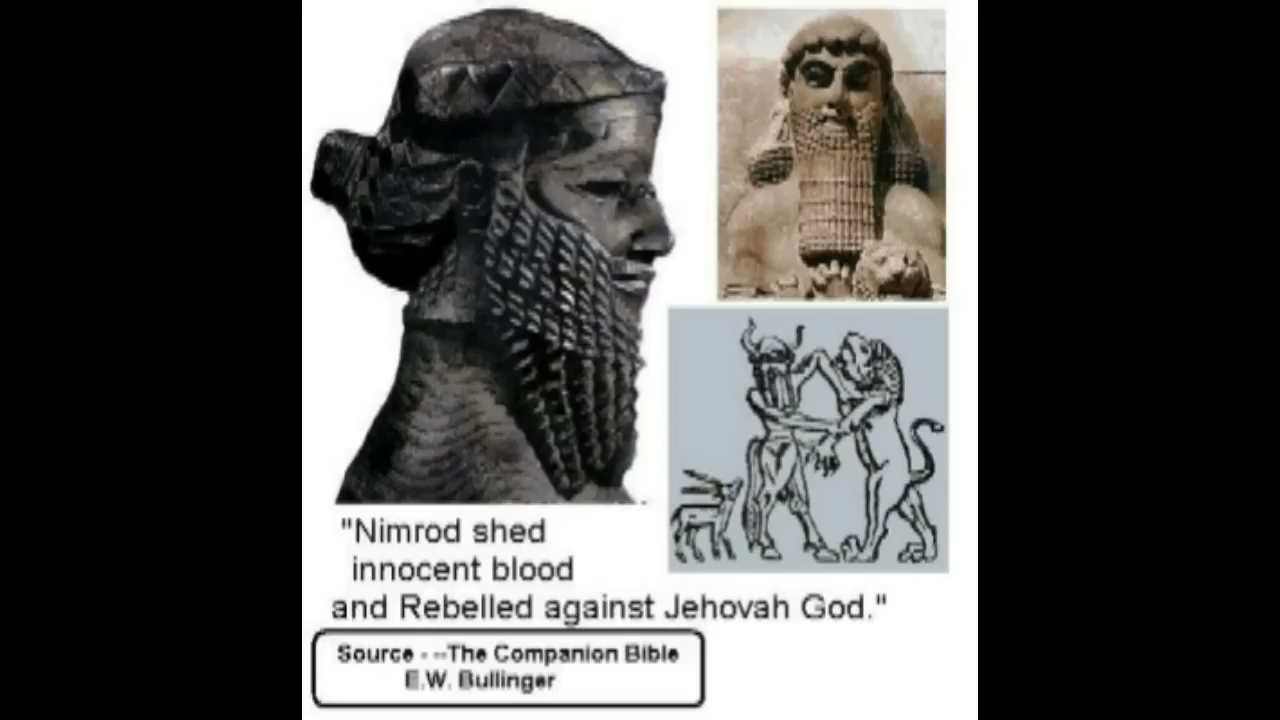 "Nimrod shed
innocent blood
and Rebelled against Jehovah God."
Source - --The Companion Bible
E.W. Bullinger